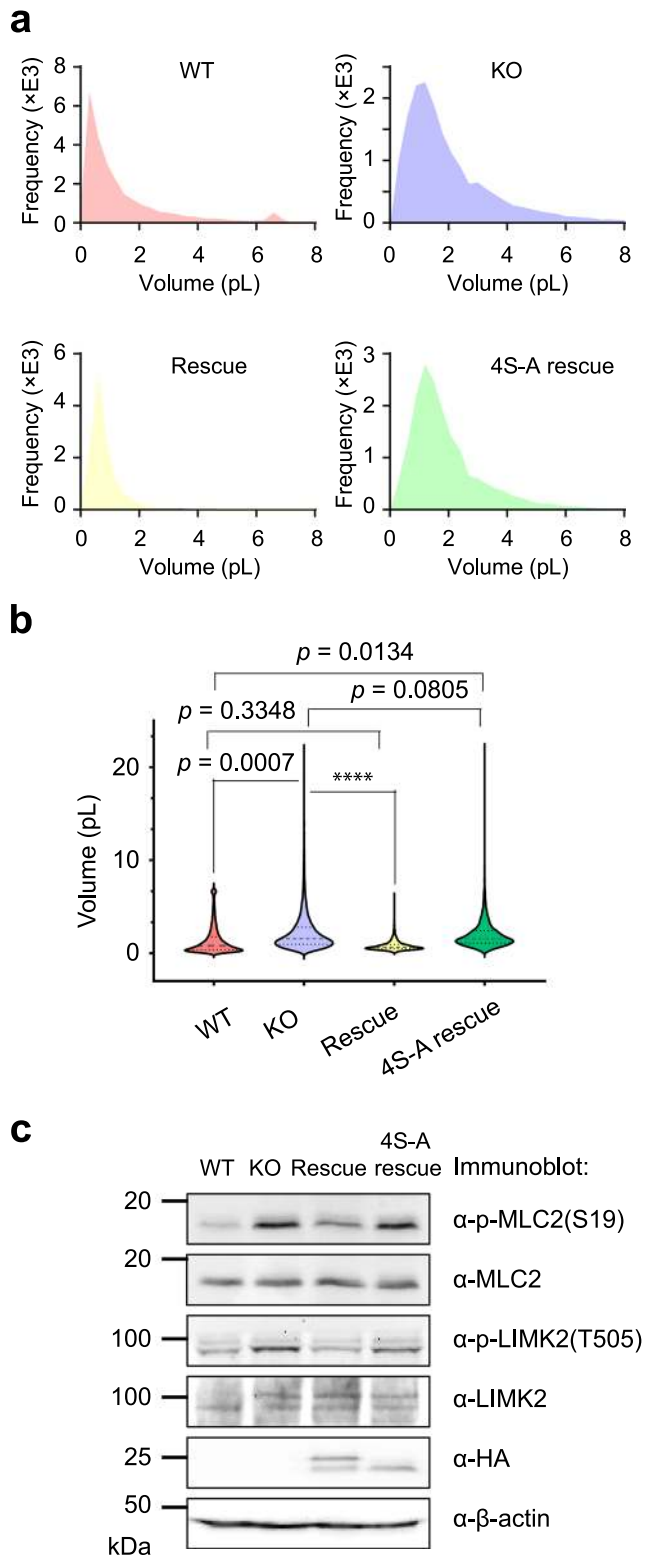 a
WT
KO
Frequency (×E3)
8
6
4
2
0
0 2 4 6 8
Volume (pL)
Frequency (×E3)
2
1
0
0 2 4 6 8
Volume (pL)
Rescue
4S-A rescue
Frequency (×E3)
6
4
2
0
0 2 4 6 8
Volume (pL)
Frequency (×E3)
3
2
1
0
0 2 4 6 8
Volume (pL)
b
p = 0.0134
p = 0.0805
p = 0.3348
p = 0.0007
****
Volume (pL)
20
10
0
WT
KO
Rescue
4S-A rescue
c
WT KO Rescue 4S-A rescue Immunoblot:
20
α-p-MLC2(S19)
20
α-MLC2
100
α-p-LIMK2(T505)
100
α-LIMK2
25
α-HA
50
α-β-actin
kDa